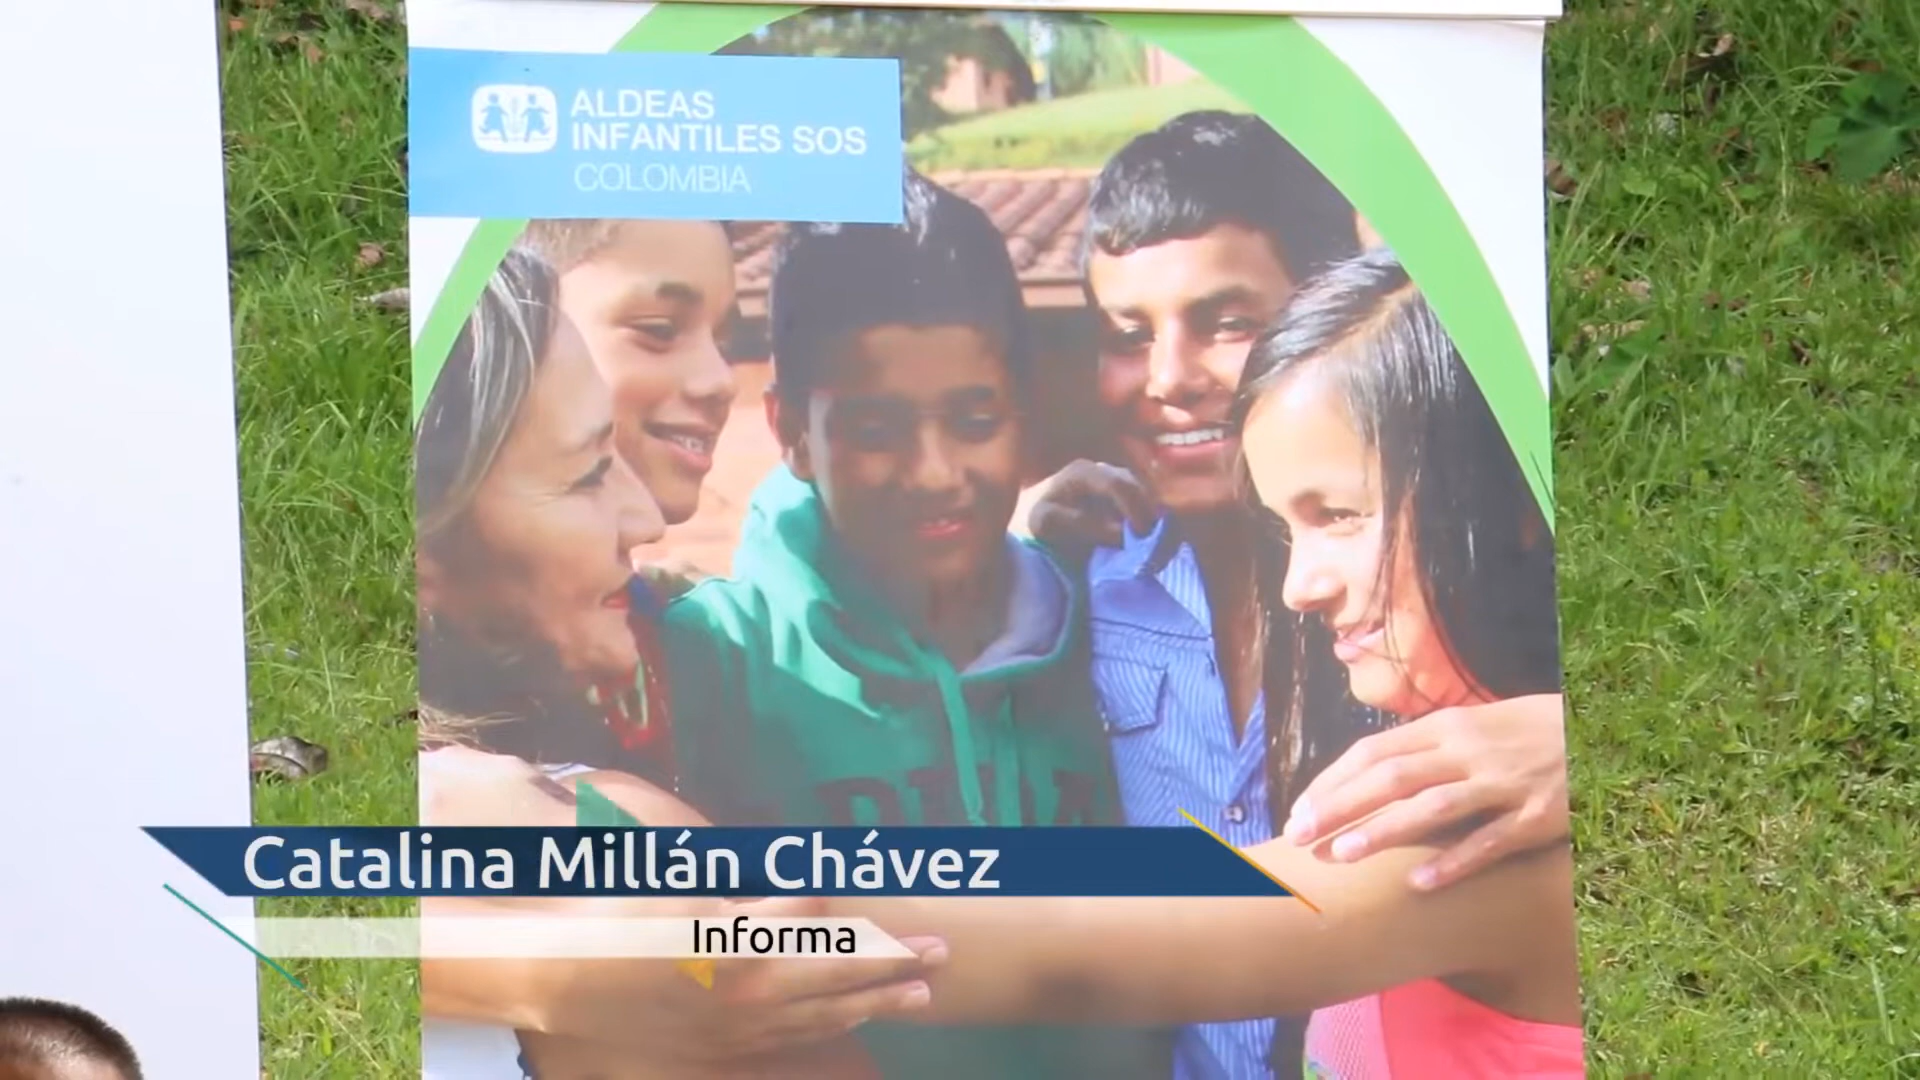 ALDEAS
INFANTILES SOS
COLOMBIA
Catalina Millán Chávez
Informa